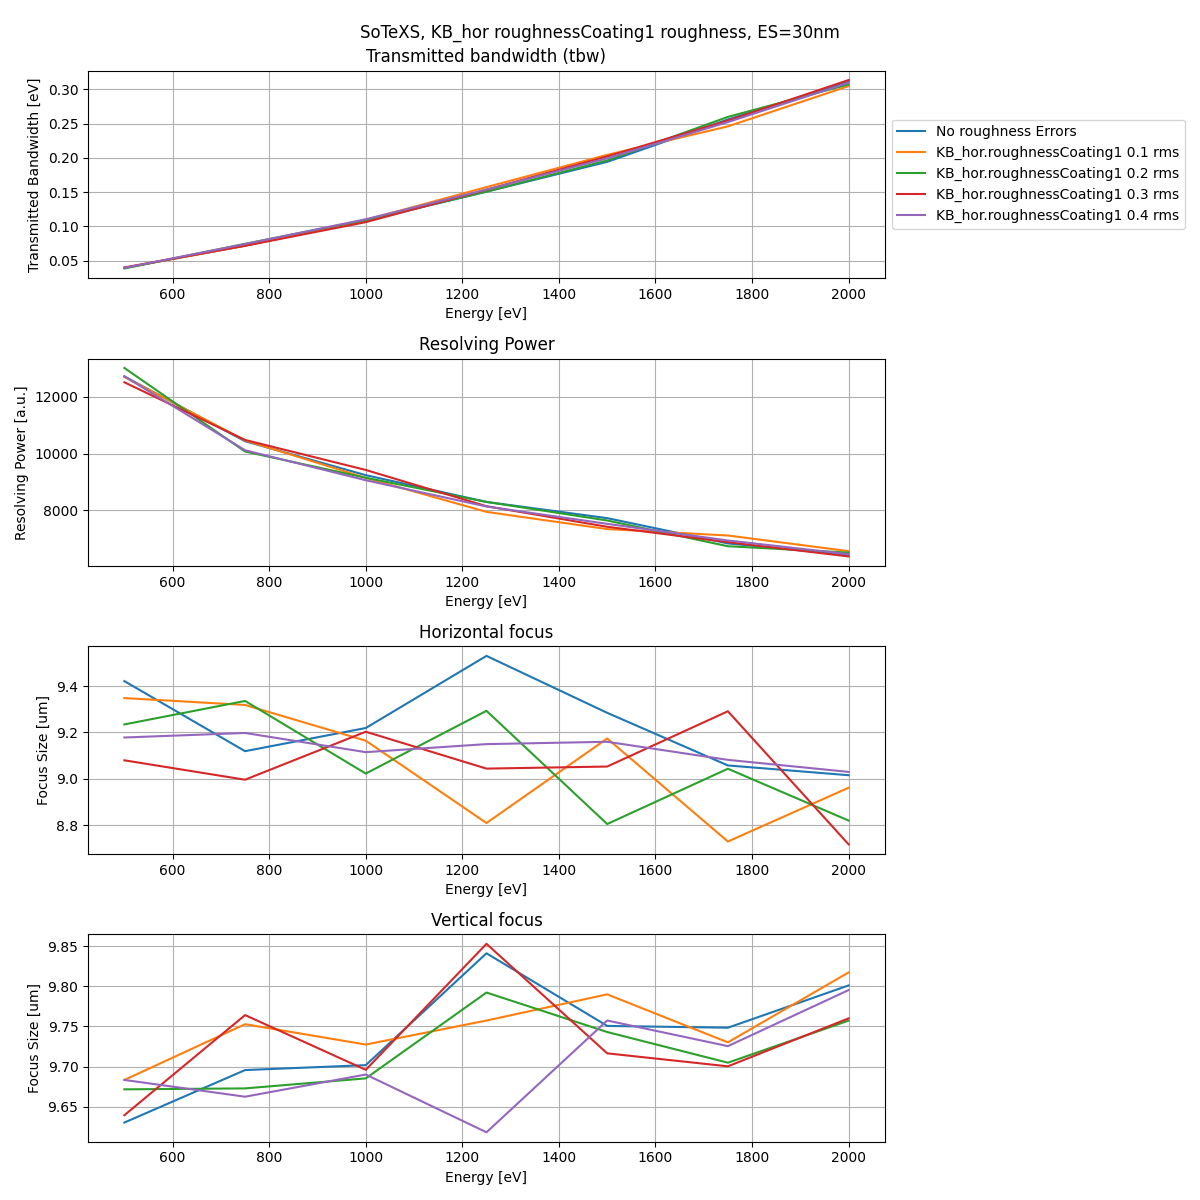 SoTeXS, KB_hor roughnessCoating1 roughness, ES=30nm
Transmitted bandwidth (tbw)
Transmitted Bandwidth [eV]
0.30
0.25
0.20
0.15
0.10
0.05
600 800 1000 1200 1400 1600 1800 2000
Energy [eV]
No roughness Errors
KB_hor.roughnessCoating1 0.1 rms
KB_hor.roughnessCoating1 0.2 rms
KB_hor.roughnessCoating1 0.3 rms
KB_hor.roughnessCoating1 0.4 rms
Resolving Power
Resolving Power [a.u.]
12000
10000
8000
600 800 1000 1200 1400 1600 1800 2000
Energy [eV]
Horizontal focus
Focus Size [um]
9.4
9.2
9.0
8.8
600 800 1000 1200 1400 1600 1800 2000
Energy [eV]
Vertical focus
Focus Size [um]
9.85
9.80
9.75
9.70
9.65
600 800 1000 1200 1400 1600 1800 2000
Energy [eV]